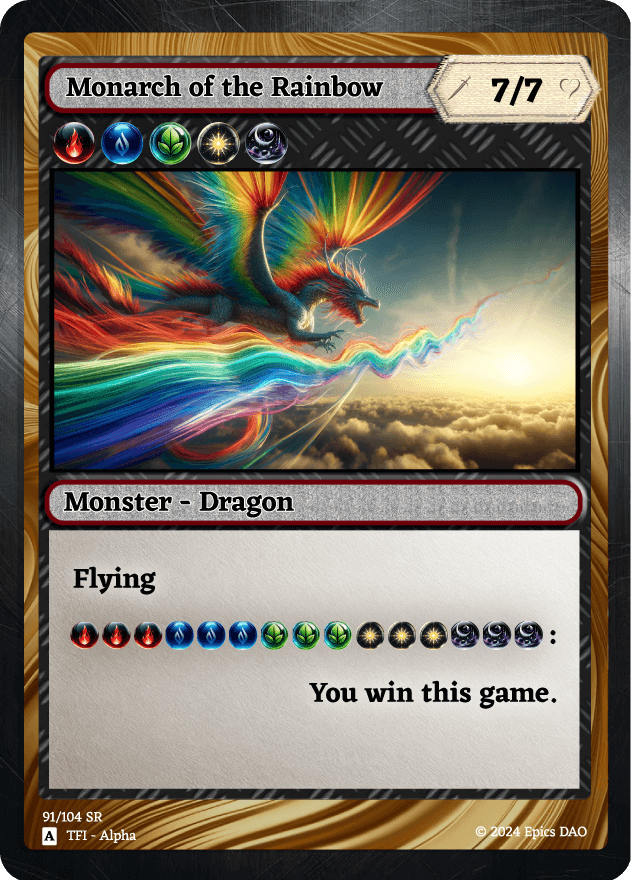 Monarch of the Rainbow
7/7
Monster - Dragon
Flying
:
You win this game.
91/104 SR
A TFI - Alpha
© 2024 Epics DAO